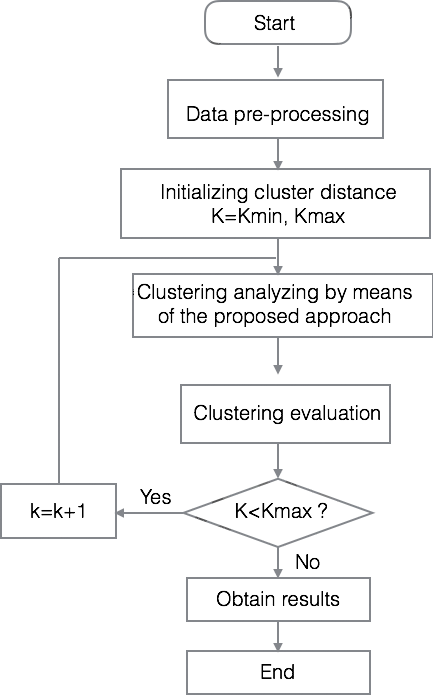 Start
Data pre-processing
Initializing cluster distance
K=Kmin, Kmax
Clustering analyzing by means
of the proposed approach
Clustering evaluation
K<Kmax ?
Yes
k=k+1
No
Obtain results
End